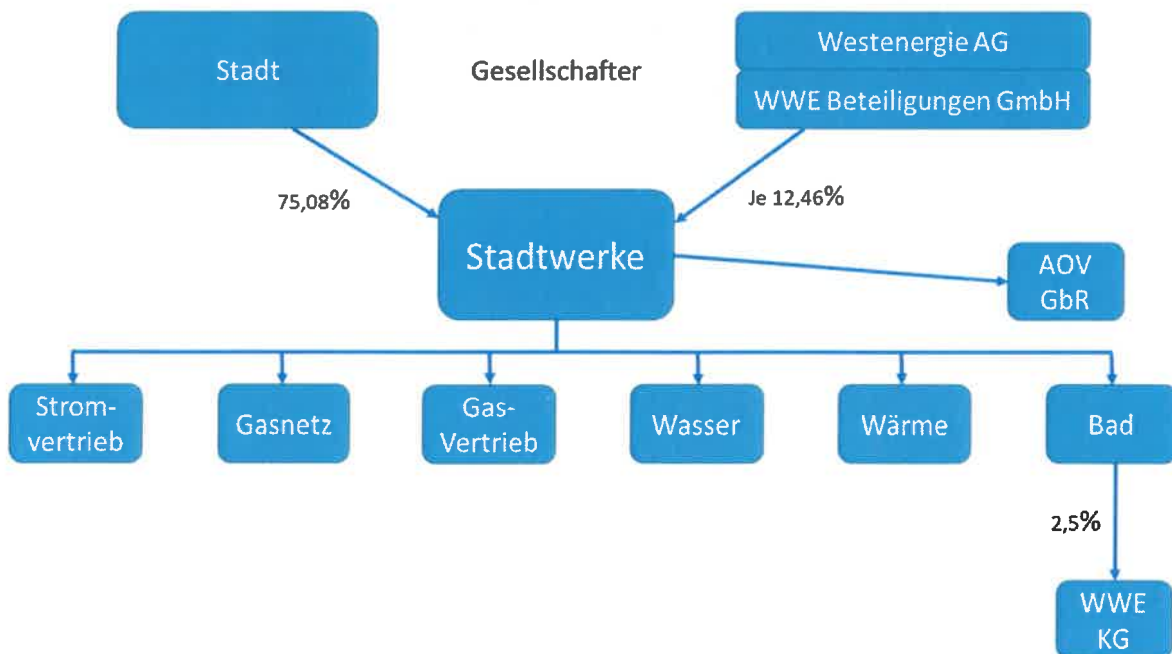 Stadt
Gesellschafter
Westenergie AG
WWE Beteiligungen GmbH
75,08%
Je 12,46%
Stadtwerke
AOV
GbR
Strom-
vertrieb
Gasnetz
Gas-
Vertrieb
Wasser
Wärme
Bad
2,5%
WWE
KG